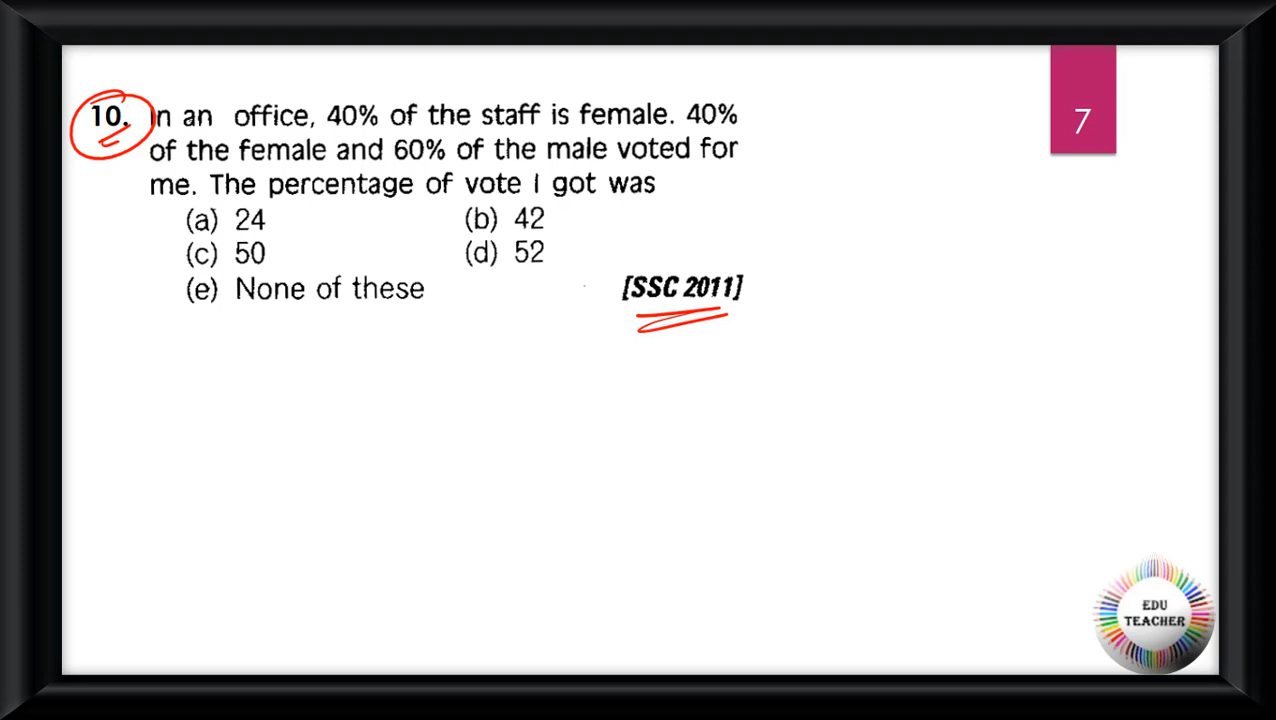 7
10. In an office, 40% of the staff is female. 40%
of the female and 60% of the male voted for
me. The percentage of vote I got was
(a) 24 (b) 42
(c) 50 (d) 52
(e) None of these [SSC 2011]
EDU
TEACHER